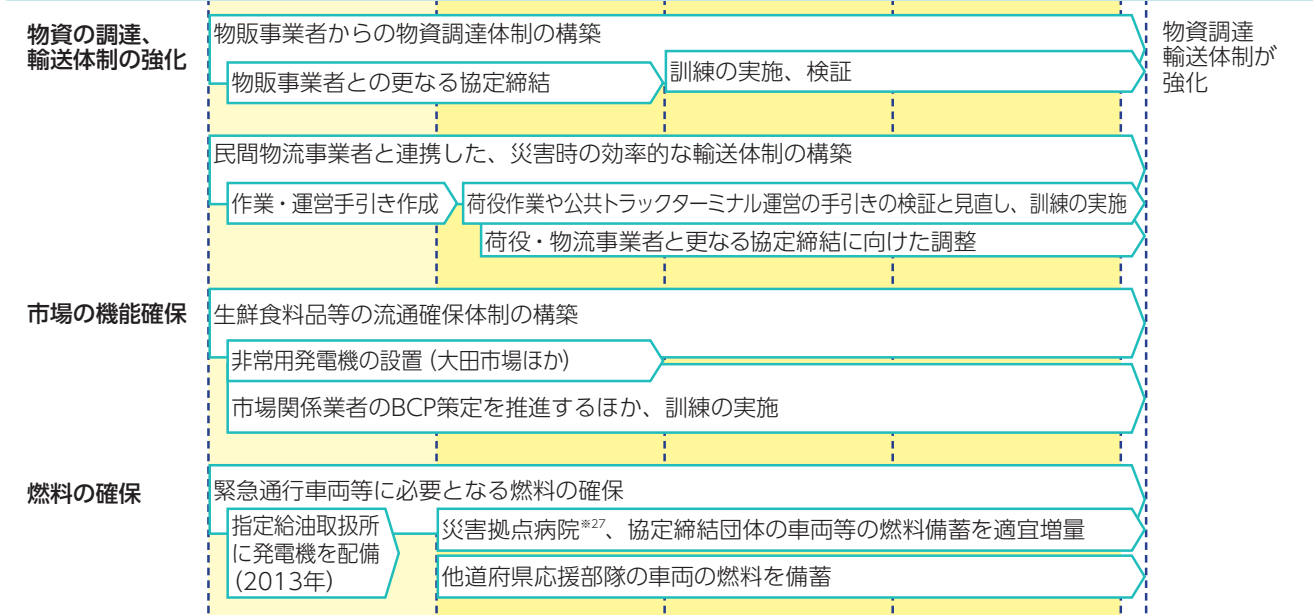 物資の調達、
輸送体制の強化
物販事業者からの物資調達体制の構築
物販事業者との更なる協定締結
訓練の実施、検証
物資調達
輸送体制が
強化
民間物流事業者と連携した、災害時の効率的な輸送体制の構築
作業・運営手引き作成
荷役作業や公共トラックターミナル運営の手引きの検証と見直し、訓練の実施
荷役・物流事業者と更なる協定締結に向けた調整
市場の機能確保
生鮮食料品等の流通確保体制の構築
非常用発電機の設置（大田市場ほか）
市場関係業者のBCP策定を推進するほか、訓練の実施
燃料の確保
緊急通行車両等に必要となる燃料の確保
指定給油取扱所
に発電機を配備
（2013年）
災害拠点病院※27、協定締結団体の車両等の燃料備蓄を適宜増量
他道府県応援部隊の車両の燃料を備蓄